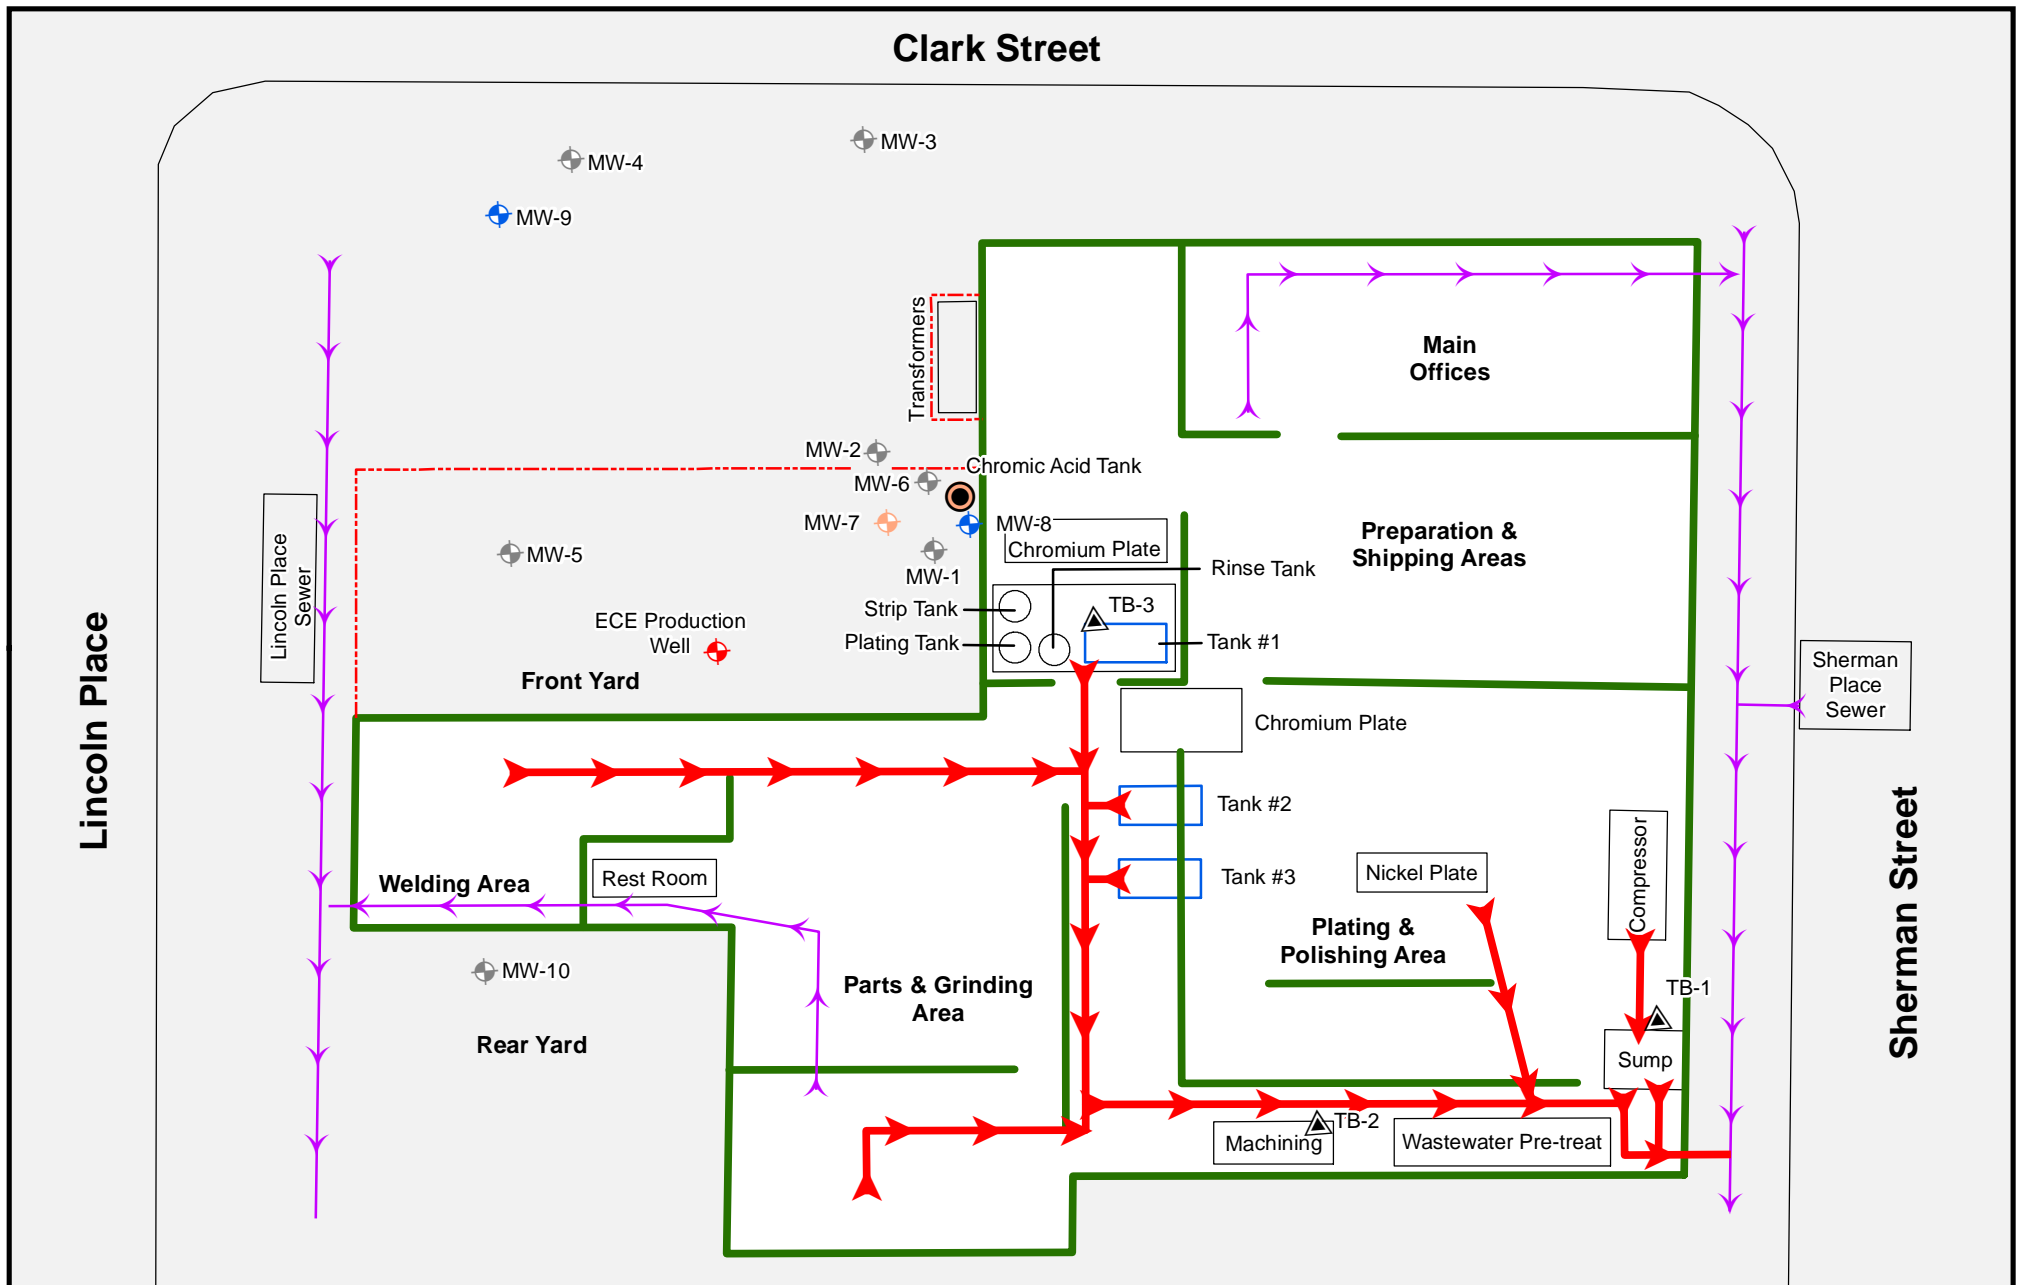 Clark Street
MW-3
MW-4
MW-9
Transformers
Main
Offices
MW-2
Chromic Acid Tank
MW-6
MW-7
MW-8
Chromium Plate
MW-5
MW-1
Preparation &
Shipping Areas
Rinse Tank
Lincoln Place
Sewer
Strip Tank
TB-3
ECE Production
Well
Plating Tank
Tank #1
Front Yard
Sherman
Place
Sewer
Lincoln Place
Chromium Plate
Tank #2
Tank #3
Nickel Plate
Compressor
Welding Area
Rest Room
Plating &
Polishing Area
Sherman Street
MW-10
Parts & Grinding
Area
TB-1
Rear Yard
Sump
TB-2
Machining
Wastewater Pre-treat